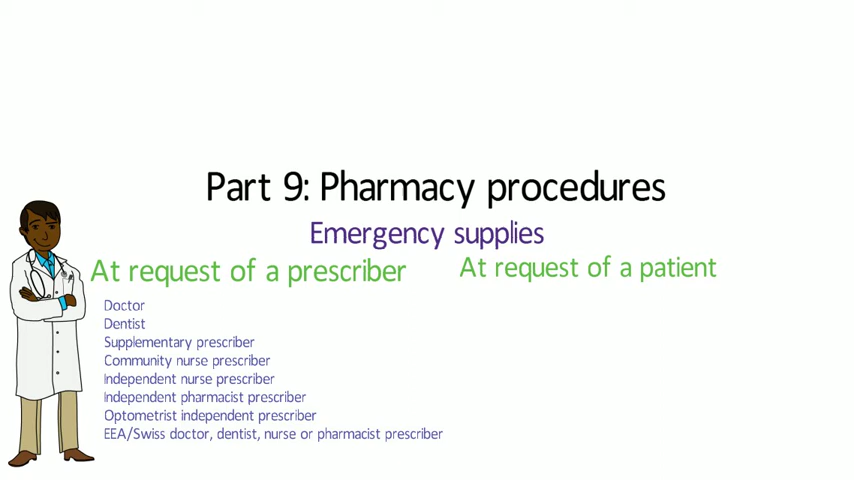 Part 9: Pharmacy procedures
Emergency supplies
At request of a prescriber
At request of a patient
Doctor
Dentist
Supplementary prescriber
Community nurse prescriber
Independent nurse prescriber
Independent pharmacist prescriber
Optometrist independent prescriber
EEA/Swiss doctor, dentist, nurse or pharmacist prescriber